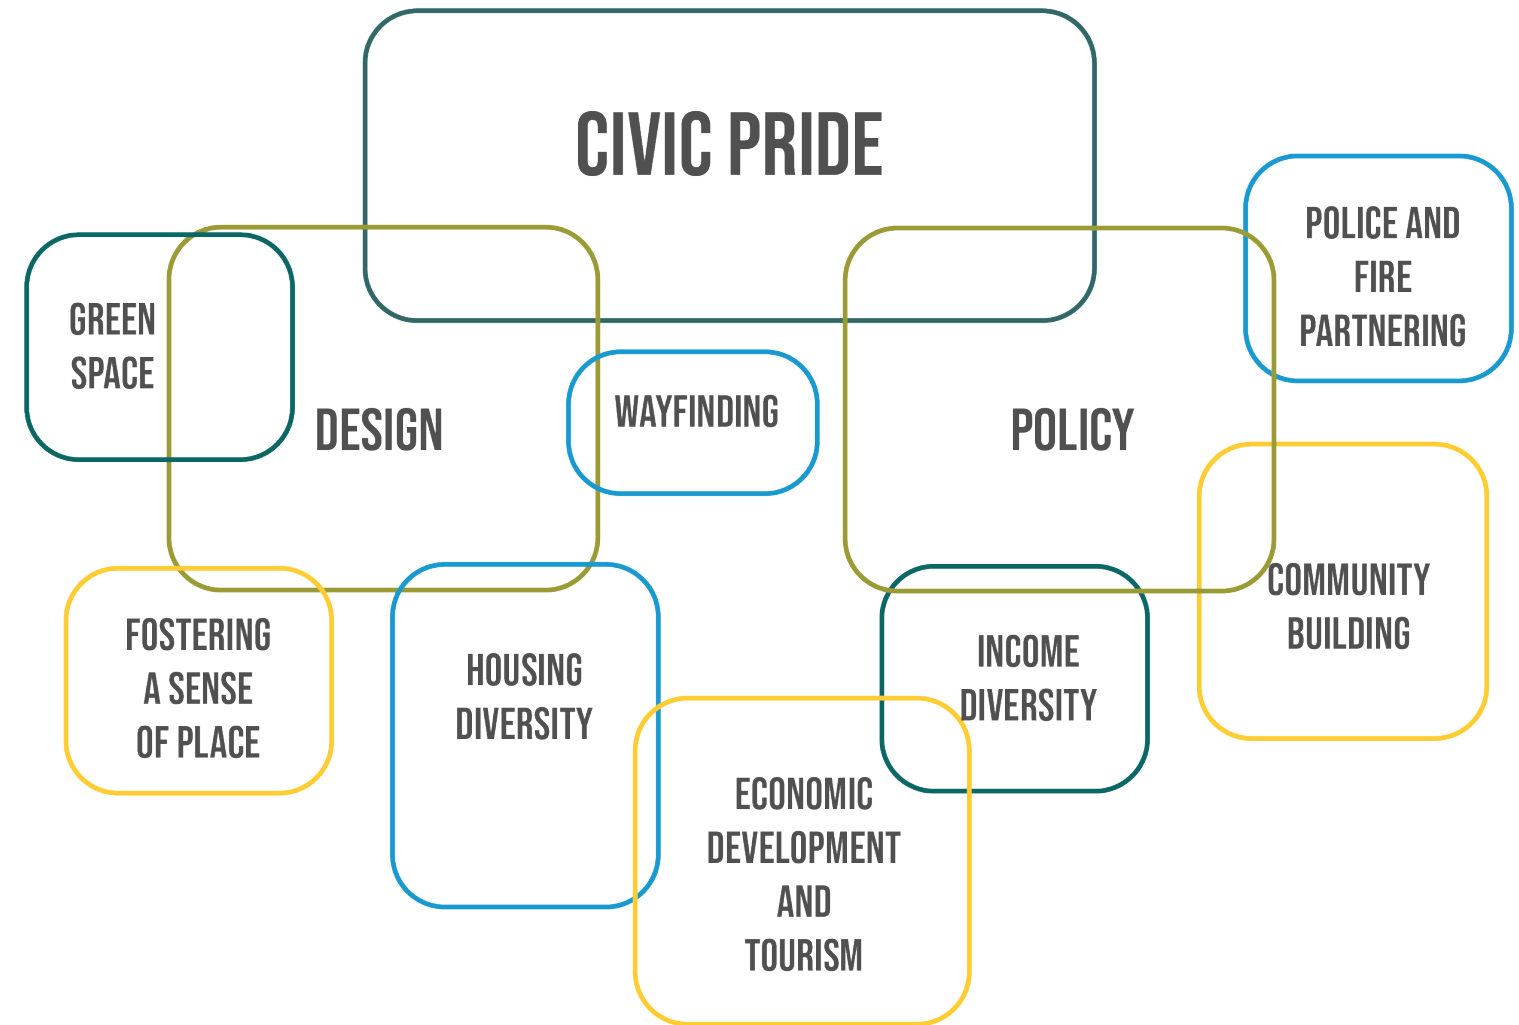 CIVIC PRIDE
POLICE AND
FIRE
PARTNERING
GREEN
SPACE
DESIGN
WAYFINDING
POLICY
COMMUNITY
BUILDING
FOSTERING
A SENSE
OF PLACE
HOUSING
DIVERSITY
INCOME
DIVERSITY
ECONOMIC
DEVELOPMENT
AND
TOURISM